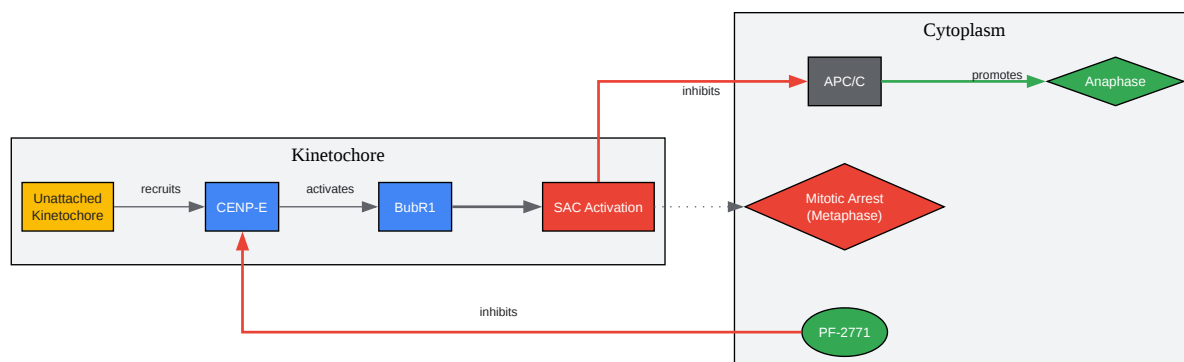 Cytoplasm
APC/C
promotes
Anaphase
inhibits
Kinetochore
Unattached
Kinetochore
recruits
CENP-E
activates
BubR1
SAC Activation
Mitotic Arrest
(Metaphase)
inhibits
PF-2771